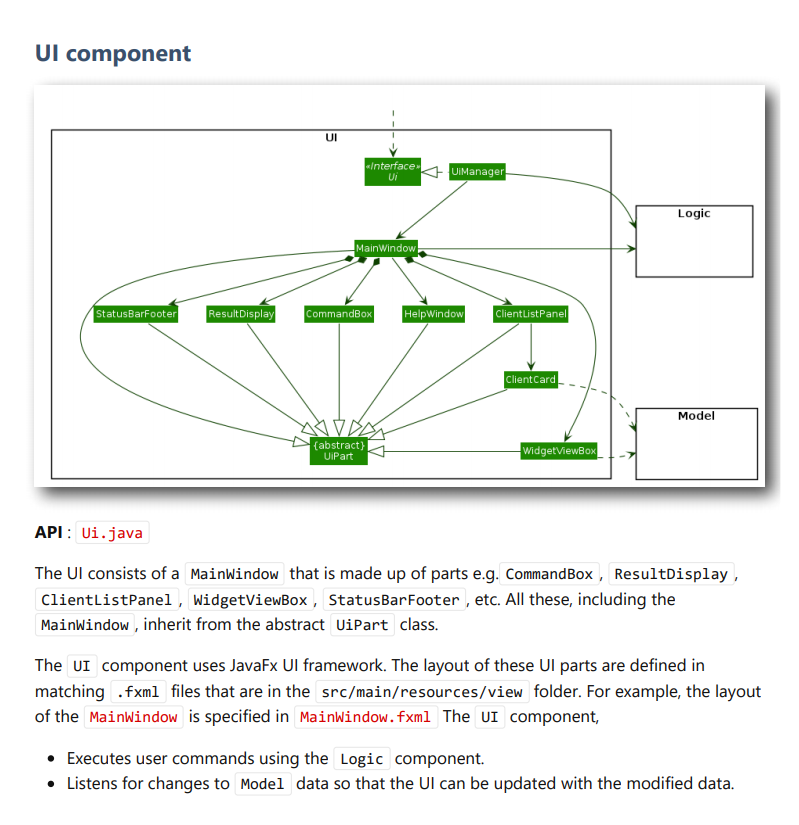 UI component
UI
«Interface»
Ui
UiManager
Logic
MainWindow
StatusBarFooter
ResultDisplay
CommandBox
HelpWindow
ClientListPanel
ClientCard
Model
{abstract}
UiPart
WidgetViewBox
API : Ui.java
The UI consists of a MainWindow that is made up of parts e.g.CommandBox , ResultDisplay ,
ClientListPanel , WidgetViewBox , StatusBarFooter , etc. All these, including the
MainWindow , inherit from the abstract UiPart class.
The UI component uses JavaFx UI framework. The layout of these UI parts are defined in
matching .fxml files that are in the src/main/resources/view folder. For example, the layout
of the MainWindow is specified in MainWindow.fxml The UI component,
• Executes user commands using the Logic component.
• Listens for changes to Model data so that the UI can be updated with the modified data.